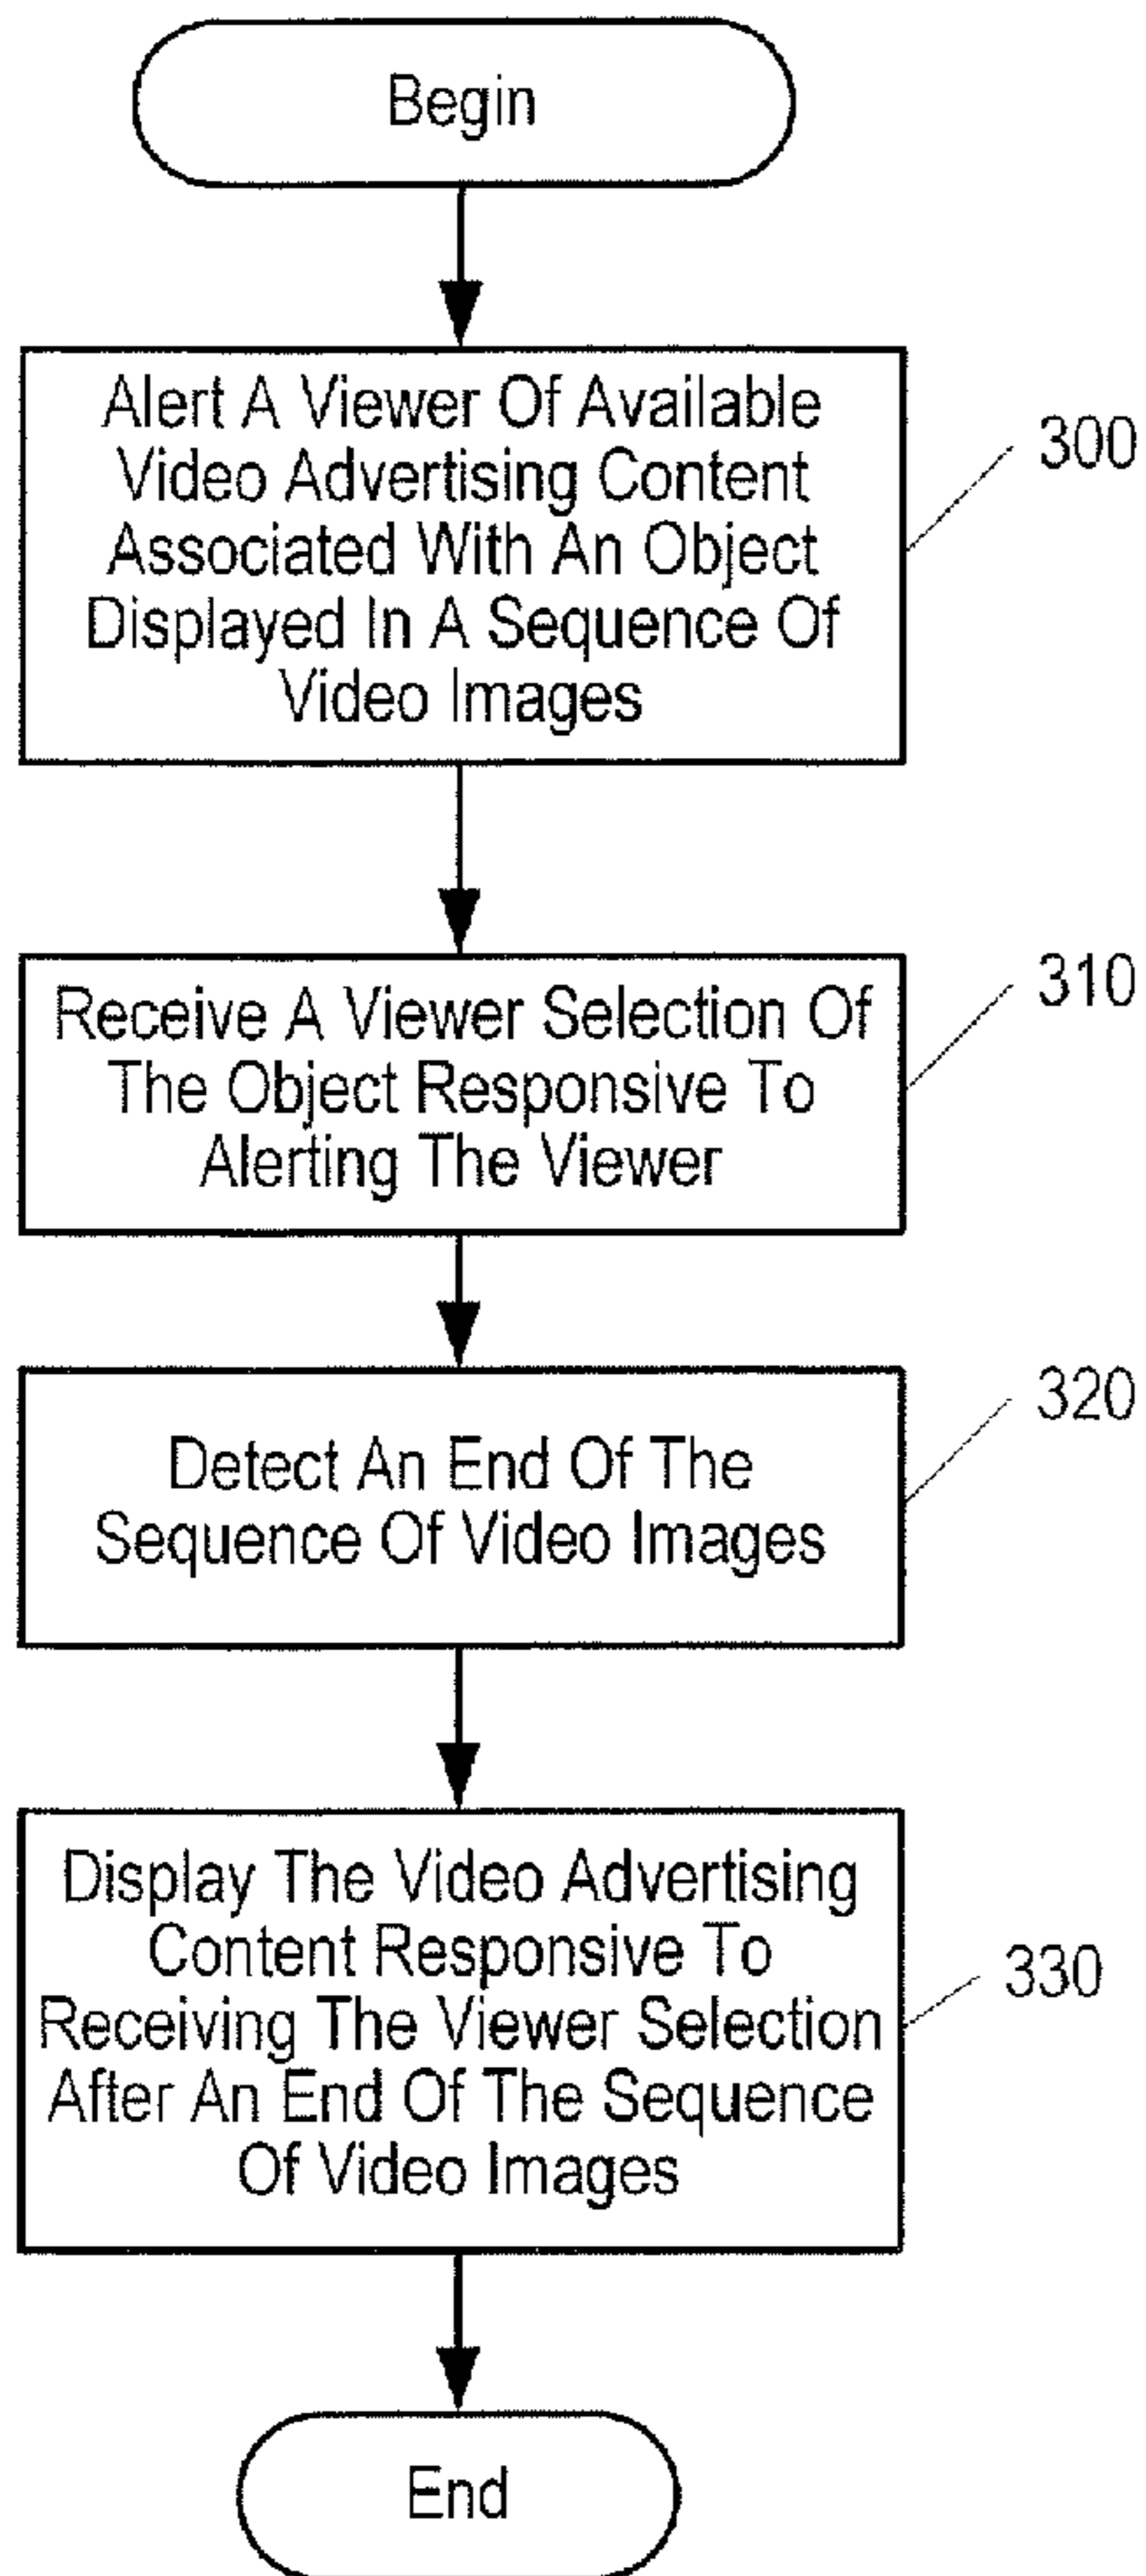 Begin
Alert A Viewer Of Available
Video Advertising Content
Associated With An Object
Displayed In A Sequence Of
Video Images
300
Receive A Viewer Selection Of
The Object Responsive To
Alerting The Viewer
310
Detect An End Of The
Sequence Of Video Images
320
Display The Video Advertising
Content Responsive To
Receiving The Viewer Selection
After An End Of The Sequence
Of Video Images
330
End